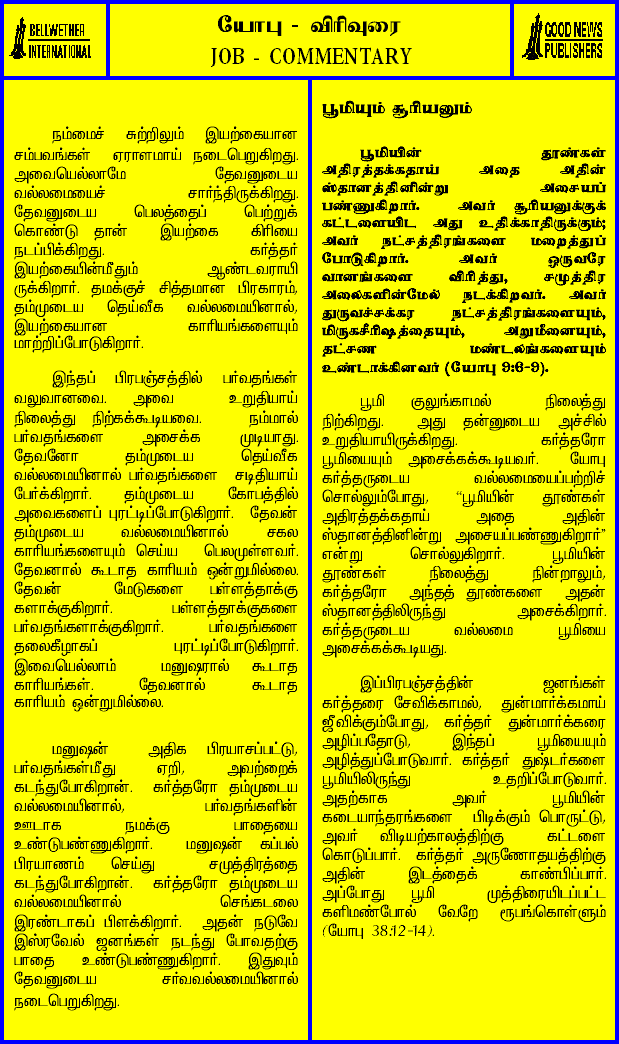 BELLWETHER
INTERNATIONAL
யோபு - விரிவுரை
JOB - COMMENTARY
GOOD NEWS
PUBLISHERS
நம்மைச் சுற்றிலும் இயற்கையான
சம்பவங்கள் ஏராளமாய் நடைபெறுகிறது.
அவையெல்லாமே தேவனுடைய
வல்லமையைச் சார்ந்திருக்கிறது.
தேவனுடைய பெலத்தைப் பெற்றுக்
கொண்டு தான் இயற்கை கிரியை
நடப்பிக்கிறது. கர்த்தர்
இயற்கையின்மீதும் ஆண்டவராயி
ருக்கிறார். தமக்குச் சித்தமான பிரகாரம்,
தம்முடைய தெய்வீக வல்லமையினால்,
இயற்கையான காரியங்களையும்
மாற்றிப்போடுகிறார்.
இந்தப் பிரபஞ்சத்தில் பர்வதங்கள்
வலுவானவை. அவை உறுதியாய்
நிலைத்து நிற்கக்கூடியவை. நம்மால்
பர்வதங்களை அசைக்க முடியாது.
தேவனோ தம்முடைய தெய்வீக
வல்லமையினால் பர்வதங்களை சடிதியாய்
பேர்க்கிறார். தம்முடைய கோபத்தில்
அவைகளைப் புரட்டிப்போடுகிறார். தேவன்
தம்முடைய வல்லமையினால் சகல
காரியங்களையும் செய்ய பெலமுள்ளவர்.
தேவனால் கூடாத காரியம் ஒன்றுமில்லை.
தேவன் மேடுகளை பள்ளத்தாக்கு
களாக்குகிறார். பள்ளத்தாக்குகளை
பர்வதங்களாக்குகிறார். பர்வதங்களை
தலைகீழாகப் புரட்டிப்போடுகிறார்.
இவையெல்லாம் மனுஷரால் கூடாத
காரியங்கள். தேவனால் கூடாத
காரியம் ஒன்றுமில்லை.
மனுஷன் அதிக பிரயாசப்பட்டு,
பர்வதங்கள்மீது ஏறி, அவற்றைக்
கடந்துபோகிறான். கர்த்தரோ தம்முடைய
வல்லமையினால், பர்வதங்களின்
ஊடாக நமக்கு பாதையை
உண்டுபண்ணுகிறார். மனுஷன் கப்பல்
பிரயாணம் செய்து சமுத்திரத்தை
கடந்துபோகிறான். கர்த்தரோ தம்முடைய
வல்லமையினால் செங்கடலை
இரண்டாகப் பிளக்கிறார். அதன் நடுவே
இஸ்ரவேல் ஜனங்கள் நடந்து போவதற்கு
பாதை உண்டுபண்ணுகிறார். இதுவும்
தேவனுடைய சர்வவல்லமையினால்
நடைபெறுகிறது.
பூமியும் சூரியனும்
பூமியின் தூண்கள்
அதிரத்தக்கதாய் அதை அதின்
ஸ்தானத்தினின்று அசையப்
பண்ணுகிறார். அவர் சூரியனுக்குக்
கட்டளையிட அது உதிக்காதிருக்கும்;
அவர் நட்சத்திரங்களை மறைத்துப்
போடுகிறார். அவர் ஒருவரே
வானங்களை விரித்து, சமுத்திர
அலைகளின்மேல் நடக்கிறவர். அவர்
துருவச்சக்கர நட்சத்திரங்களையும்,
மிருகசீரிஷத்தையும், அறுமீனையும்,
தட்சண மண்டலங்களையும்
உண்டாக்கினவர் (யோபு 9:6-9).
பூமி குலுங்காமல் நிலைத்து
நிற்கிறது. அது தன்னுடைய அச்சில்
உறுதியாயிருக்கிறது. கர்த்தரோ
பூமியையும் அசைக்கக்கூடியவர். யோபு
கர்த்தருடைய வல்லமையைப்பற்றிச்
சொல்லும்போது, “பூமியின் தூண்கள்
அதிரத்தக்கதாய் அதை அதின்
ஸ்தானத்தினின்று அசையப்பண்ணுகிறார்”
என்று சொல்லுகிறார். பூமியின்
தூண்கள் நிலைத்து நின்றாலும்,
கர்த்தரோ அந்தத் தூண்களை அதன்
ஸ்தானத்திலிருந்து அசைக்கிறார்.
கர்த்தருடைய வல்லமை பூமியை
அசைக்கக்கூடியது.
இப்பிரபஞ்சத்தின் ஜனங்கள்
கர்த்தரை சேவிக்காமல், துன்மார்க்கமாய்
ஜீவிக்கும்போது, கர்த்தர் துன்மார்க்கரை
அழிப்பதோடு, இந்தப் பூமியையும்
அழித்துப்போடுவார். கர்த்தர் துஷ்டர்களை
பூமியிலிருந்து உதறிப்போடுவார்.
அதற்காக அவர் பூமியின்
கடையாந்தரங்களை பிடிக்கும் பொருட்டு,
அவர் விடியற்காலத்திற்கு கட்டளை
கொடுப்பார். கர்த்தர் அருணோதயத்திற்கு
அதின் இடத்தைக் காண்பிப்பார்.
அப்போது பூமி முத்திரையிடப்பட்ட
களிமண்போல் வேறே ரூபங்கொள்ளும்
(யோபு 38:12-14).